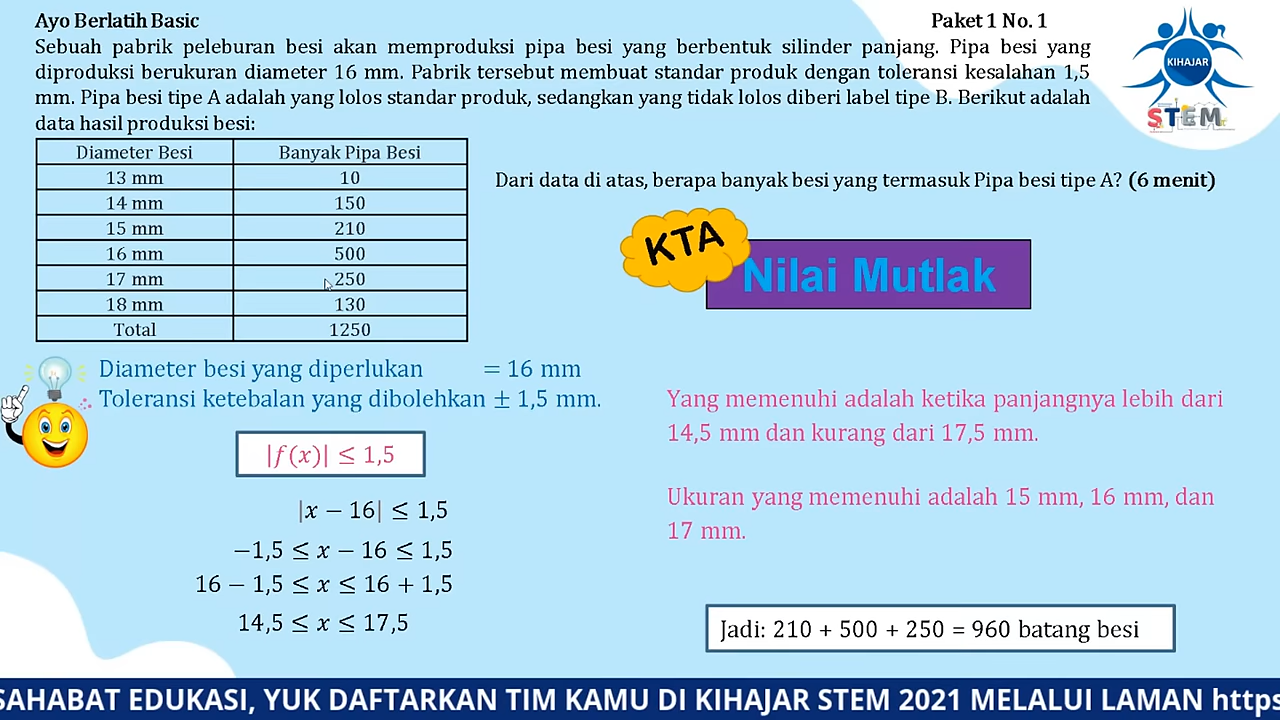 Ayo Berlatih Basic
Paket 1 No. 1
Sebuah pabrik peleburan besi akan memproduksi pipa besi yang berbentuk silinder panjang. Pipa besi yang
diproduksi berukuran diameter 16 mm. Pabrik tersebut membuat standar produk dengan toleransi kesalahan 1,5
mm. Pipa besi tipe A adalah yang lolos standar produk, sedangkan yang tidak lolos diberi label tipe B. Berikut adalah
data hasil produksi besi:
KIHAJAR
STEM
Diameter Besi Banyak Pipa Besi
13 mm 10
14 mm 150
15 mm 210
16 mm 500
17 mm 250
18 mm 130
Total 1250
Dari data di atas, berapa banyak besi yang termasuk Pipa besi tipe A? (6 menit)
KTA
Nilai Mutlak
Diameter besi yang diperlukan = 16 mm
Toleransi ketebalan yang dibolehkan ± 1,5 mm.
|f(x)| ≤ 1,5
|x − 16| ≤ 1,5
−1,5 ≤ x − 16 ≤ 1,5
16 − 1,5 ≤ x ≤ 16 + 1,5
14,5 ≤ x ≤ 17,5
Yang memenuhi adalah ketika panjangnya lebih dari
14,5 mm dan kurang dari 17,5 mm.
Ukuran yang memenuhi adalah 15 mm, 16 mm, dan
17 mm.
Jadi: 210 + 500 + 250 = 960 batang besi
SAHABAT EDUKASI, YUK DAFTARKAN TIM KAMU DI KIHAJAR STEM 2021 MELALUI LAMAN https